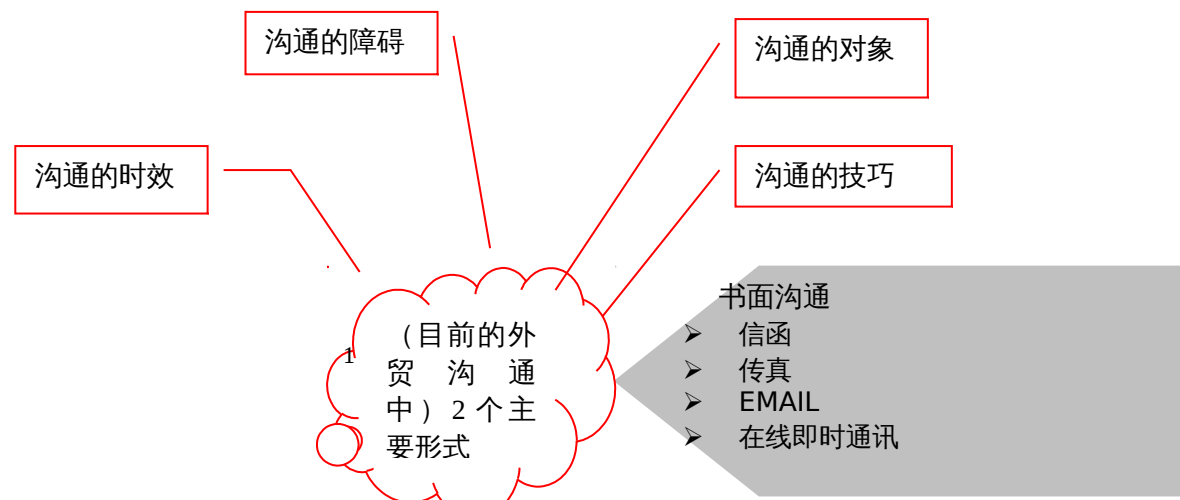 沟通的障碍
沟通的对象
沟通的时效
沟通的技巧
1
（目前的外
贸沟通
中）2个主
要形式
书面沟通
信函
传真
EMAIL
在线即时通讯